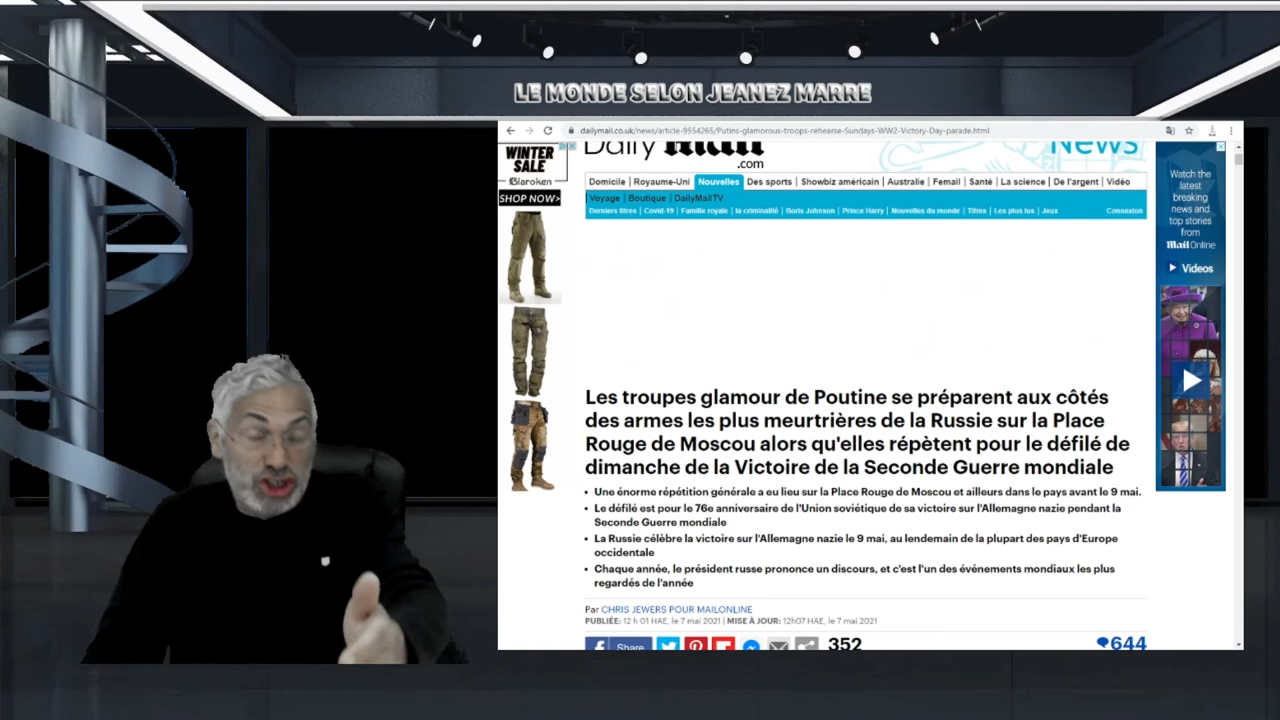 LE MONDE SELON JEANEZ MARRE
dailymail.co.uk/news/article-9554265/Putins-glamorous-troops-rehearse-Sundays-WW2-Victory-Day-parade.html
WINTER
SALE
Blaroken
SHOP NOW>
Daily Mail
.com
News
Domicile | Royaume-Uni | Nouvelles | Des sports | Showbiz américain | Australie | Femail | Santé | La science | De l'argent | Vidéo
Voyage | Boutique | DailyMailTV
Derniers titres | Covid-19 | Famille royale | la criminalité | Boris Johnson | Prince Harry | Nouvelles du monde | Titres | Les plus lus | Jeux
Connexion
Watch the
latest
breaking
news and
top stories
from
Mail Online
Videos
Les troupes glamour de Poutine se préparent aux côtés
des armes les plus meurtrières de la Russie sur la Place
Rouge de Moscou alors qu'elles répètent pour le défilé de
dimanche de la Victoire de la Seconde Guerre mondiale
• Une énorme répétition générale a eu lieu sur la Place Rouge de Moscou et ailleurs dans le pays avant le 9 mai.
• Le défilé est pour le 76e anniversaire de l'Union soviétique de sa victoire sur l'Allemagne nazie pendant la
Seconde Guerre mondiale
• La Russie célèbre la victoire sur l'Allemagne nazie le 9 mai, au lendemain de la plupart des pays d'Europe
occidentale
• Chaque année, le président russe prononce un discours, et c'est l'un des événements mondiaux les plus
regardés de l'année
Par CHRIS JEWERS POUR MAILONLINE
PUBLIÉE: 12 h 01 HAE, le 7 mai 2021 | MISE À JOUR: 12h07 HAE, le 7 mai 2021
Share
352
644